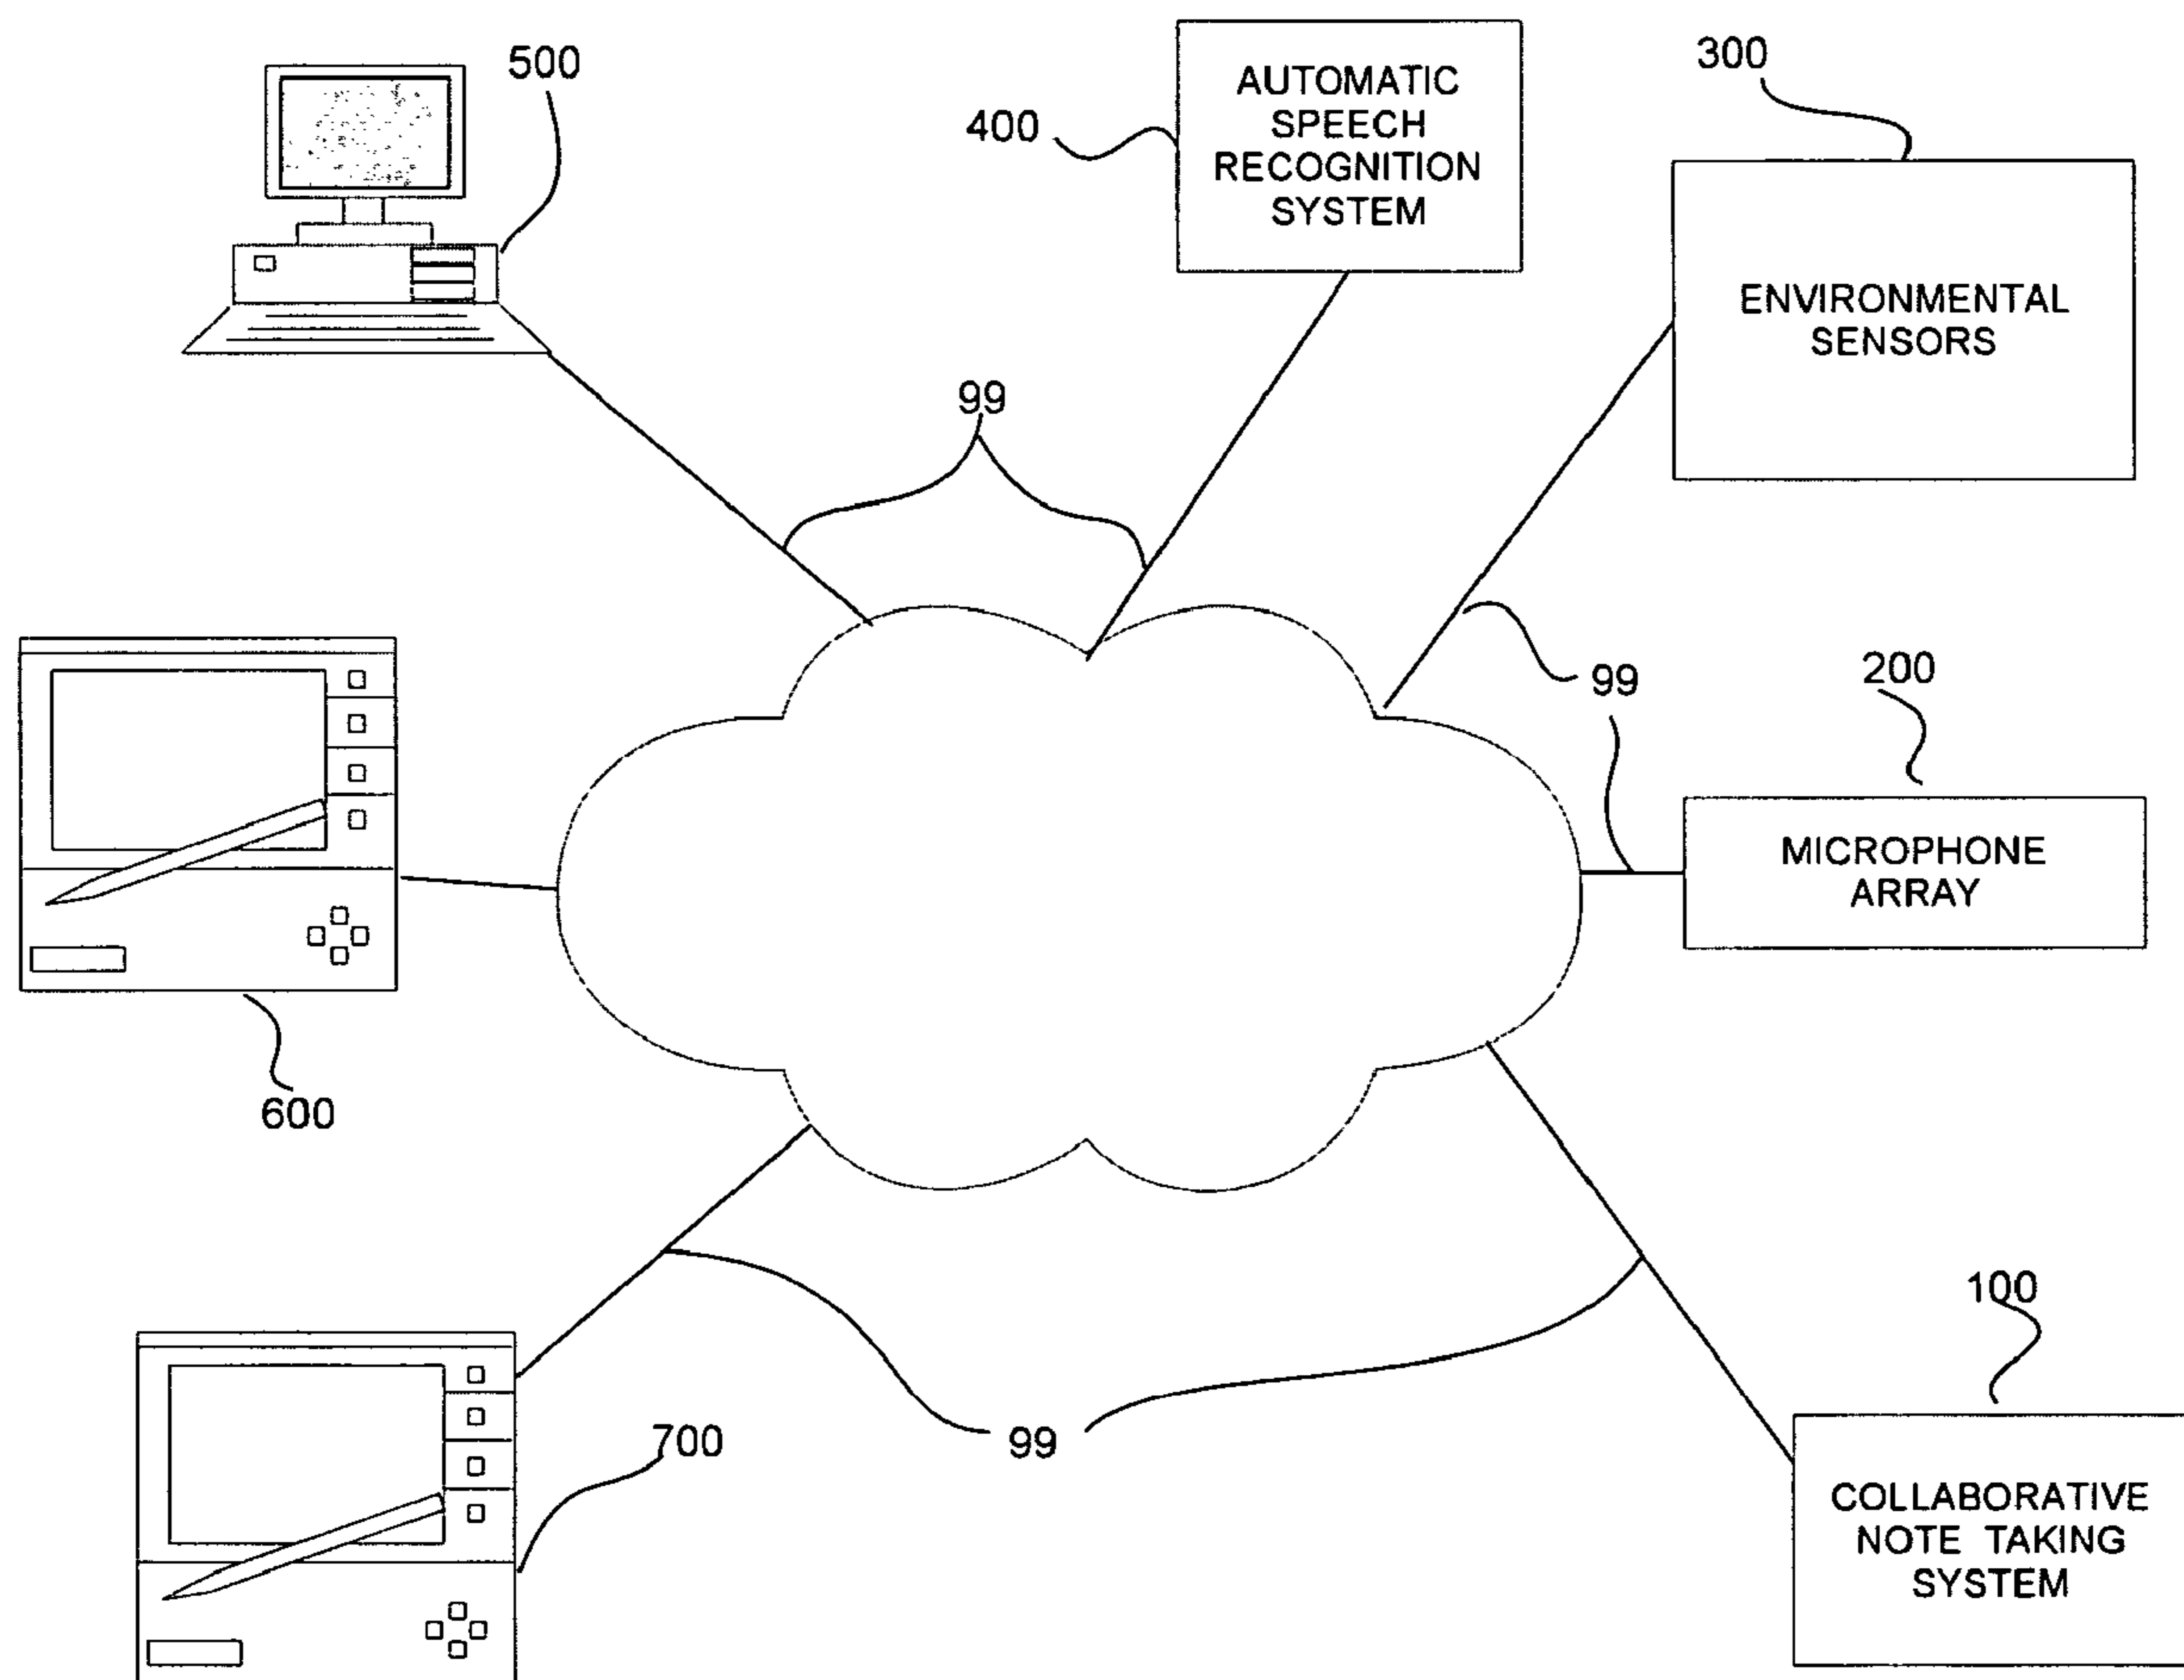 500
400
AUTOMATIC
SPEECH
RECOGNITION
SYSTEM
300
ENVIRONMENTAL
SENSORS
99
99
200
MICROPHONE
ARRAY
600
700
99
100
COLLABORATIVE
NOTE TAKING
SYSTEM